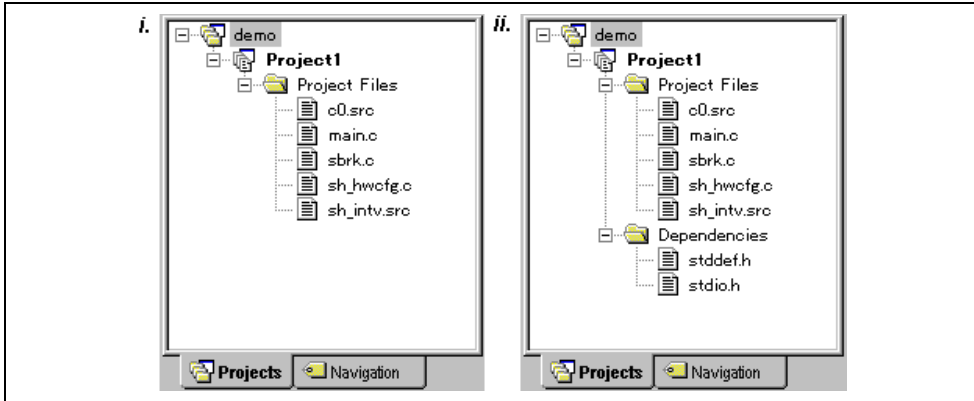 i.
demo
Project1
Project Files
c0.src
main.c
sbrk.c
sh_hwcfg.c
sh_intv.src
Projects
Navigation
ii.
demo
Project1
Project Files
c0.src
main.c
sbrk.c
sh_hwcfg.c
sh_intv.src
Dependencies
stddef.h
stdio.h
Projects
Navigation